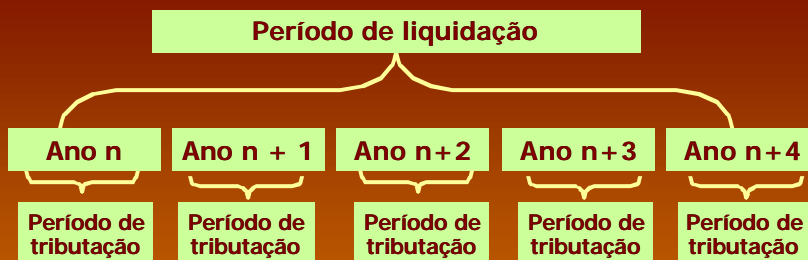 Período de liquidação
Ano n
Ano n + 1
Ano n+2
Ano n+3
Ano n+4
Período de
tributação
Período de
tributação
Período de
tributação
Período de
tributação
Período de
tributação